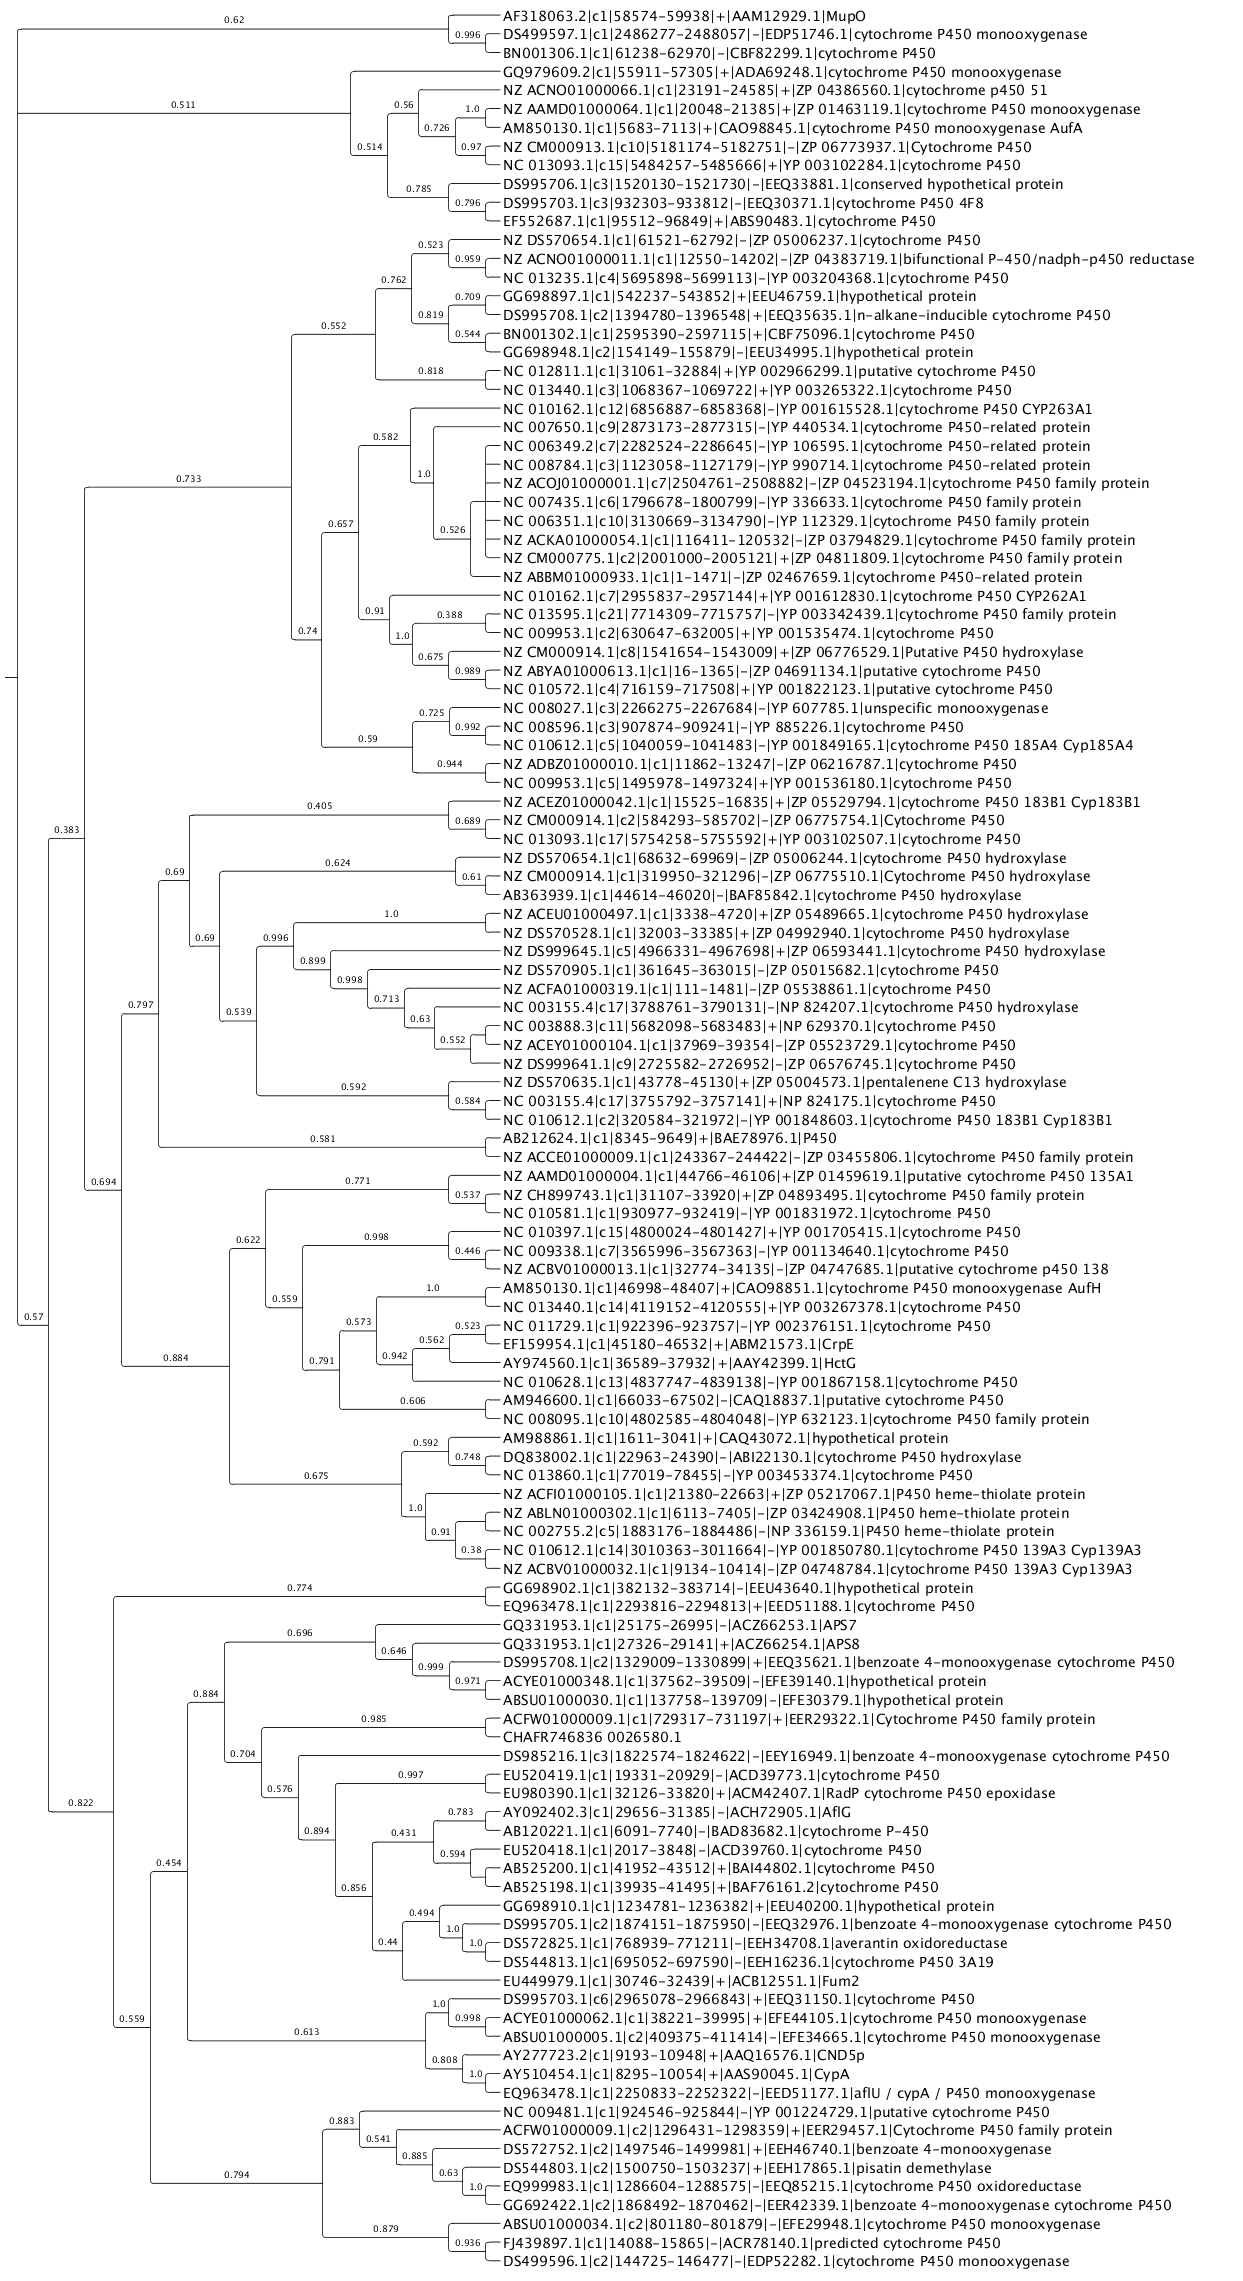 0.62
AF318063.2|c1|58574-59938|+|AAM12929.1|MupO
0.996
DS499597.1|c1|2486277-2488057|-|EDP51746.1|cytochrome P450 monooxygenase
BN001306.1|c1|61238-62970|-|CBF82299.1|cytochrome P450
GQ979609.2|c1|55911-57305|+|ADA69248.1|cytochrome P450 monooxygenase
NZ ACNO01000066.1|c1|23191-24585|+|ZP 04386560.1|cytochrome p450 51
0.511
0.56
1.0
NZ AAMD01000064.1|c1|20048-21385|+|ZP 01463119.1|cytochrome P450 monooxygenase
0.726
AM850130.1|c1|5683-7113|+|CAO98845.1|cytochrome P450 monooxygenase AufA
0.514
0.97
NZ CM000913.1|c10|5181174-5182751|-|ZP 06773937.1|Cytochrome P450
NC 013093.1|c15|5484257-5485666|+|YP 003102284.1|cytochrome P450
0.785
DS995706.1|c3|1520130-1521730|-|EEQ33881.1|conserved hypothetical protein
0.796
DS995703.1|c3|932303-933812|-|EEQ30371.1|cytochrome P450 4F8
EF552687.1|c1|95512-96849|+|ABS90483.1|cytochrome P450
0.523
NZ DS570654.1|c1|61521-62792|-|ZP 05006237.1|cytochrome P450
0.959
NZ ACNO01000011.1|c1|12550-14202|-|ZP 04383719.1|bifunctional P-450/nadph-p450 reductase
0.762
NC 013235.1|c4|5695898-5699113|-|YP 003204368.1|cytochrome P450
0.709
GG698897.1|c1|542237-543852|+|EEU46759.1|hypothetical protein
0.819
DS995708.1|c2|1394780-1396548|+|EEQ35635.1|n-alkane-inducible cytochrome P450
0.552
0.544
BN001302.1|c1|2595390-2597115|+|CBF75096.1|cytochrome P450
GG698948.1|c2|154149-155879|-|EEU34995.1|hypothetical protein
0.818
NC 012811.1|c1|31061-32884|+|YP 002966299.1|putative cytochrome P450
NC 013440.1|c3|1068367-1069722|+|YP 003265322.1|cytochrome P450
NC 010162.1|c12|6856887-6858368|-|YP 001615528.1|cytochrome P450 CYP263A1
0.582
NC 007650.1|c9|2873173-2877315|-|YP 440534.1|cytochrome P450-related protein
NC 006349.2|c7|2282524-2286645|-|YP 106595.1|cytochrome P450-related protein
1.0
NC 008784.1|c3|1123058-1127179|-|YP 990714.1|cytochrome P450-related protein
0.733
NZ ACQJ01000001.1|c7|2504761-2508882|-|ZP 04523194.1|cytochrome P450 family protein
NC 007435.1|c6|1796678-1800799|-|YP 336633.1|cytochrome P450 family protein
0.657
0.526
NC 006351.1|c10|3130669-3134790|-|YP 112329.1|cytochrome P450 family protein
NZ ACKA01000054.1|c1|116411-120532|-|ZP 03794829.1|cytochrome P450 family protein
NZ CM000775.1|c2|2001000-2005121|+|ZP 04811809.1|cytochrome P450 family protein
NZ ABBM01000933.1|c1|1-1471|-|ZP 02467659.1|cytochrome P450-related protein
NC 010162.1|c7|2955837-2957144|+|YP 001612830.1|cytochrome P450 CYP262A1
0.91
0.388
NC 013595.1|c21|7714309-7715757|-|YP 003342439.1|cytochrome P450 family protein
0.74
1.0
NC 009953.1|c2|630647-632005|+|YP 001535474.1|cytochrome P450
0.675
NZ CM000914.1|c8|1541654-1543009|+|ZP 06776529.1|Putative P450 hydroxylase
0.989
NZ ABYA01000613.1|c1|16-1365|-|ZP 04691134.1|putative cytochrome P450
NC 010572.1|c4|716159-717508|+|YP 001822123.1|putative cytochrome P450
0.725
NC 008027.1|c3|2266275-2267684|-|YP 607785.1|unspecific monooxygenase
0.59
0.992
NC 008596.1|c3|907874-909241|-|YP 885226.1|cytochrome P450
NC 010612.1|c5|1040059-1041483|-|YP 001849165.1|cytochrome P450 185A4 Cyp185A4
0.944
NZ ADBZ01000010.1|c1|11862-13247|-|ZP 06216787.1|cytochrome P450
NC 009953.1|c5|1495978-1497324|+|YP 001536180.1|cytochrome P450
0.405
NZ ACEZ01000042.1|c1|15525-16835|+|ZP 05529794.1|cytochrome P450 183B1 Cyp183B1
0.383
0.689
NZ CM000914.1|c2|584293-585702|-|ZP 06775754.1|Cytochrome P450
NC 013093.1|c17|5754258-5755592|+|YP 003102507.1|cytochrome P450
0.69
0.624
NZ DS570654.1|c1|68632-69969|-|ZP 05006244.1|cytochrome P450 hydroxylase
0.61
NZ CM000914.1|c1|319950-321296|-|ZP 06775510.1|Cytochrome P450 hydroxylase
AB363939.1|c1|44614-46020|-|BAF85842.1|cytochrome P450 hydroxylase
1.0
NZ ACEU01000497.1|c1|3338-4720|+|ZP 05489665.1|cytochrome P450 hydroxylase
0.69
0.996
NZ DS570528.1|c1|32003-33385|+|ZP 04992940.1|cytochrome P450 hydroxylase
0.899
NZ DS999645.1|c5|4966331-4967698|+|ZP 06593441.1|cytochrome P450 hydroxylase
0.998
NZ DS570905.1|c1|361645-363015|-|ZP 05015682.1|cytochrome P450
0.713
NZ ACFA01000319.1|c1|111-1481|-|ZP 05538861.1|cytochrome P450
0.797
0.539
0.63
NC 003155.4|c17|3788761-3790131|-|NP 824207.1|cytochrome P450 hydroxylase
NC 003888.3|c11|5682098-5683483|+|NP 629370.1|cytochrome P450
0.552
NZ ACEY01000104.1|c1|37969-39354|-|ZP 05523729.1|cytochrome P450
NZ DS999641.1|c9|2725582-2726952|-|ZP 06576745.1|cytochrome P450
0.592
NZ DS570635.1|c1|43778-45130|+|ZP 05004573.1|pentalenene C13 hydroxylase
0.584
NC 003155.4|c17|3755792-3757141|+|NP 824175.1|cytochrome P450
NC 010612.1|c2|320584-321972|-|YP 001848603.1|cytochrome P450 183B1 Cyp183B1
0.581
AB212624.1|c1|8345-9649|+|BAE78976.1|P450
NZ ACCE01000009.1|c1|243367-244422|-|ZP 03455806.1|cytochrome P450 family protein
0.694
0.771
NZ AAMD01000004.1|c1|44766-46106|+|ZP 01459619.1|putative cytochrome P450 135A1
0.537
NZ CH899743.1|c1|31107-33920|+|ZP 04893495.1|cytochrome P450 family protein
NC 010581.1|c1|930977-932419|-|YP 001831972.1|cytochrome P450
0.622
0.998
NC 010397.1|c15|4800024-4801427|+|YP 001705415.1|cytochrome P450
0.446
NC 009338.1|c7|3565996-3567363|-|YP 001134640.1|cytochrome P450
NZ ACBV01000013.1|c1|32774-34135|-|ZP 04747685.1|putative cytochrome p450 138
1.0
AM850130.1|c1|46998-48407|+|CAO98851.1|cytochrome P450 monooxygenase AufH
0.559
NC 013440.1|c14|4119152-4120555|+|YP 003267378.1|cytochrome P450
0.57
0.573
0.523
NC 011729.1|c1|922396-923757|-|YP 002376151.1|cytochrome P450
0.562
EF159954.1|c1|45180-46532|+|ABM21573.1|CrpE
0.884
0.791
0.942
AY974560.1|c1|36589-37932|+|AAY42399.1|HctG
NC 010628.1|c13|4837747-4839138|-|YP 001867158.1|cytochrome P450
0.606
AM946600.1|c1|66033-67502|-|CAQ18837.1|putative cytochrome P450
NC 008095.1|c10|4802585-4804048|-|YP 632123.1|cytochrome P450 family protein
0.592
AM988861.1|c1|1611-3041|+|CAQ43072.1|hypothetical protein
0.748
DQ838002.1|c1|22963-24390|-|ABI22130.1|cytochrome P450 hydroxylase
0.675
NC 013860.1|c1|77019-78455|-|YP 003453374.1|cytochrome P450
NZ ACFI01000105.1|c1|21380-22663|+|ZP 05217067.1|P450 heme-thiolate protein
1.0
NZ ABLN01000302.1|c1|6113-7405|-|ZP 03424908.1|P450 heme-thiolate protein
0.91
NC 002755.2|c5|1883176-1884486|-|NP 336159.1|P450 heme-thiolate protein
0.38
NC 010612.1|c14|3010363-3011664|-|YP 001850780.1|cytochrome P450 139A3 Cyp139A3
NZ ACBV01000032.1|c1|9134-10414|-|ZP 04748784.1|cytochrome P450 139A3 Cyp139A3
0.774
GG698902.1|c1|382132-383714|-|EEU43640.1|hypothetical protein
EQ963478.1|c1|2293816-2294813|+|EED51188.1|cytochrome P450
0.696
GQ331953.1|c1|25175-26995|-|ACZ66253.1|APS7
0.646
GQ331953.1|c1|27326-29141|+|ACZ66254.1|APS8
0.999
DS995708.1|c2|1329009-1330899|+|EEQ35621.1|benzoate 4-monooxygenase cytochrome P450
0.971
ACYE01000348.1|c1|37562-39509|-|EFE39140.1|hypothetical protein
0.884
ABSU01000030.1|c1|137758-139709|-|EFE30379.1|hypothetical protein
0.985
ACFW01000009.1|c1|729317-731197|+|EER29322.1|Cytochrome P450 family protein
CHAFR746836 0026580.1
0.704
DS985216.1|c3|1822574-1824622|-|EEY16949.1|benzoate 4-monooxygenase cytochrome P450
0.997
EU520419.1|c1|19331-20929|-|ACD39773.1|cytochrome P450
0.576
EU980390.1|c1|32126-33820|+|ACM42407.1|RadP cytochrome P450 epoxidase
0.822
0.783
AY092402.3|c1|29656-31385|-|ACH72905.1|AflG
0.894
0.431
AB120221.1|c1|6091-7740|-|BAD83682.1|cytochrome P-450
0.594
EU520418.1|c1|2017-3848|-|ACD39760.1|cytochrome P450
0.454
AB525200.1|c1|41952-43512|+|BAI44802.1|cytochrome P450
0.856
AB525198.1|c1|39935-41495|+|BAF76161.2|cytochrome P450
0.494
GG698910.1|c1|1234781-1236382|+|EEU40200.1|hypothetical protein
1.0
DS995705.1|c2|1874151-1875950|-|EEQ32976.1|benzoate 4-monooxygenase cytochrome P450
0.44
1.0
DS572825.1|c1|768939-771211|-|EEH34708.1|averantin oxidoreductase
DS544813.1|c1|695052-697590|-|EEH16236.1|cytochrome P450 3A19
EU449979.1|c1|30746-32439|+|ACB12551.1|Fum2
1.0
DS995703.1|c6|2965078-2966843|+|EEQ31150.1|cytochrome P450
0.559
0.998
ACYE01000062.1|c1|38221-39995|+|EFE44105.1|cytochrome P450 monooxygenase
0.613
ABSU01000005.1|c2|409375-411414|-|EFE34665.1|cytochrome P450 monooxygenase
0.808
AY277723.2|c1|9193-10948|+|AAQ16576.1|CND5p
1.0
AY510454.1|c1|8295-10054|+|AAS90045.1|CypA
EQ963478.1|c1|2250833-2252322|-|EED51177.1|aflU / cypA / P450 monooxygenase
0.883
NC 009481.1|c1|924546-925844|-|YP 001224729.1|putative cytochrome P450
0.541
ACFW01000009.1|c2|1296431-1298359|+|EER29457.1|Cytochrome P450 family protein
0.885
DS572752.1|c2|1497546-1499981|+|EEH46740.1|benzoate 4-monooxygenase
0.794
0.63
DS544803.1|c2|1500750-1503237|+|EEH17865.1|pisatin demethylase
1.0
EQ999983.1|c1|1286604-1288575|-|EEQ85215.1|cytochrome P450 oxidoreductase
GG692422.1|c2|1868492-1870462|-|EER42339.1|benzoate 4-monooxygenase cytochrome P450
0.879
ABSU01000034.1|c2|801180-801879|-|EFE29948.1|cytochrome P450 monooxygenase
0.936
FJ439897.1|c1|14088-15865|-|ACR78140.1|predicted cytochrome P450
DS499596.1|c2|144725-146477|-|EDP52282.1|cytochrome P450 monooxygenase